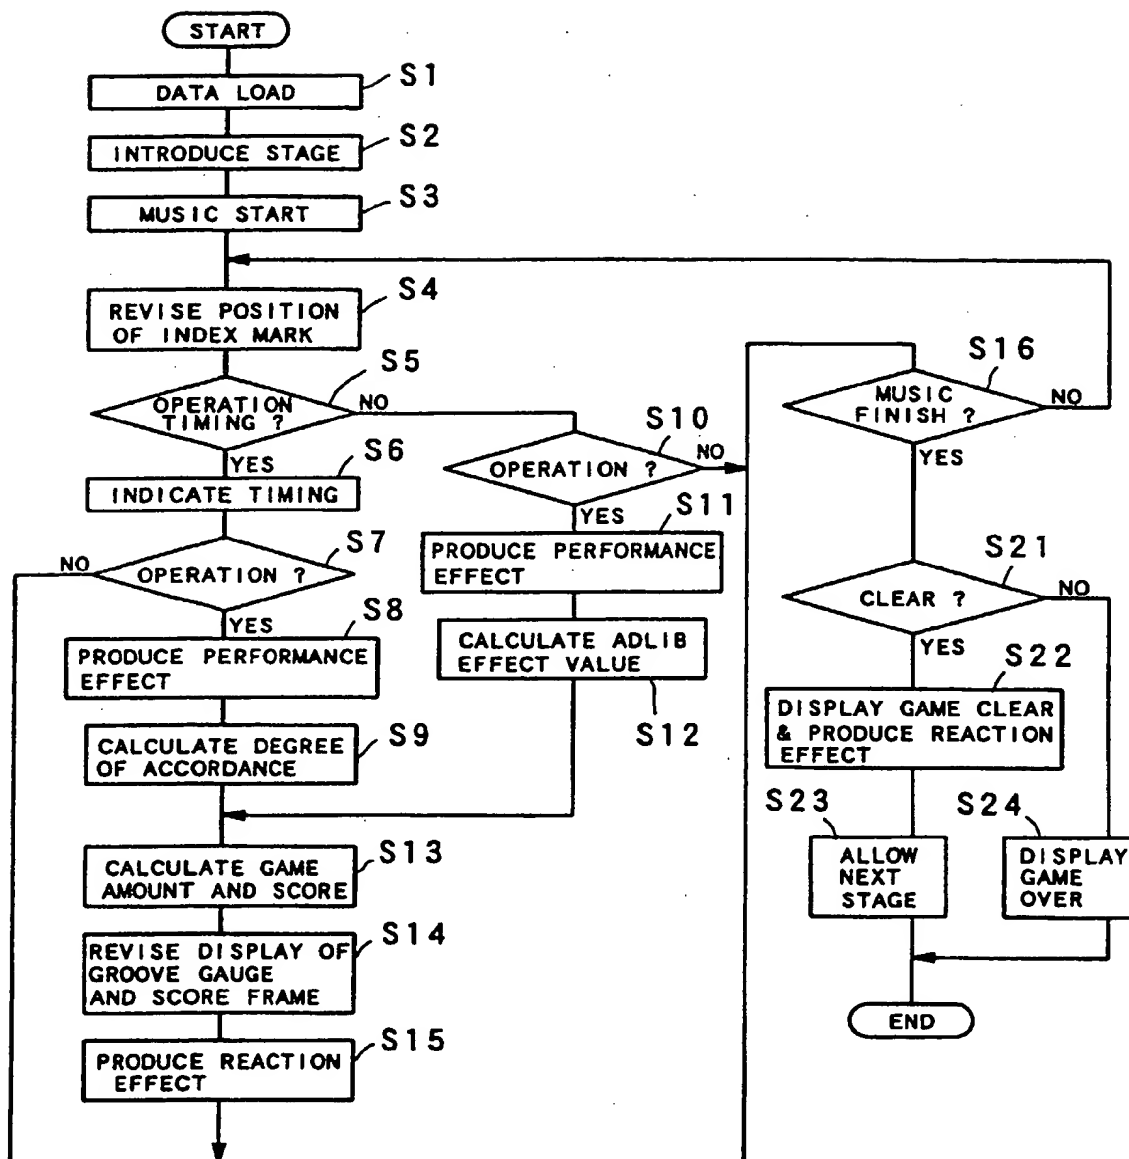 START
S1
DATA LOAD
S2
INTRODUCE STAGE
S3
MUSIC START
S4
REVISE POSITION
OF INDEX MARK
S5
OPERATION
TIMING ?
NO
YES
S6
INDICATE TIMING
S7
NO
OPERATION ?
YES
S8
PRODUCE PERFORMANCE
EFFECT
S9
CALCULATE DEGREE
OF ACCORDANCE
S10
OPERATION ?
NO
YES
S11
PRODUCE PERFORMANCE
EFFECT
CALCULATE ADLIB
EFFECT VALUE
S12
S13
CALCULATE GAME
AMOUNT AND SCORE
S14
REVISE DISPLAY OF
GROOVE GAUGE
AND SCORE FRAME
S15
PRODUCE REACTION
EFFECT
S16
MUSIC
FINISH ?
NO
YES
S21
CLEAR ?
NO
YES
S22
DISPLAY GAME CLEAR
& PRODUCE REACTION
EFFECT
S23
ALLOW
NEXT
STAGE
S24
DISPLAY
GAME
OVER
END